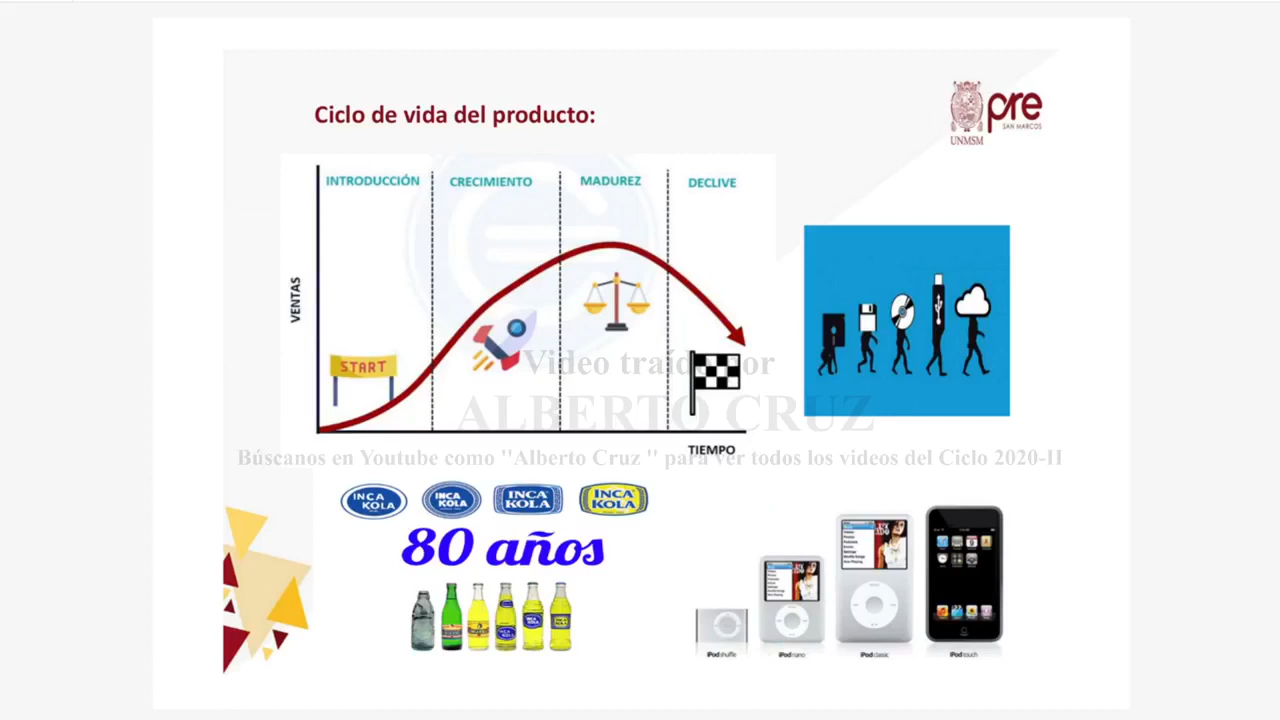 Ciclo de vida del producto:
pre
SAN MARCOS
UNMSM
INTRODUCCIÓN CRECIMIENTO MADUREZ DECLIVE
VENTAS
START
Video traído por
ALBERTO CRUZ
TIEMPO
Búscanos en Youtube como "Alberto Cruz " para ver todos los videos del Ciclo 2020-II
INCA KOLA INCA KOLA INCA KOLA INCA KOLA
80 años
iPod shuffle iPod nano iPod classic iPod touch